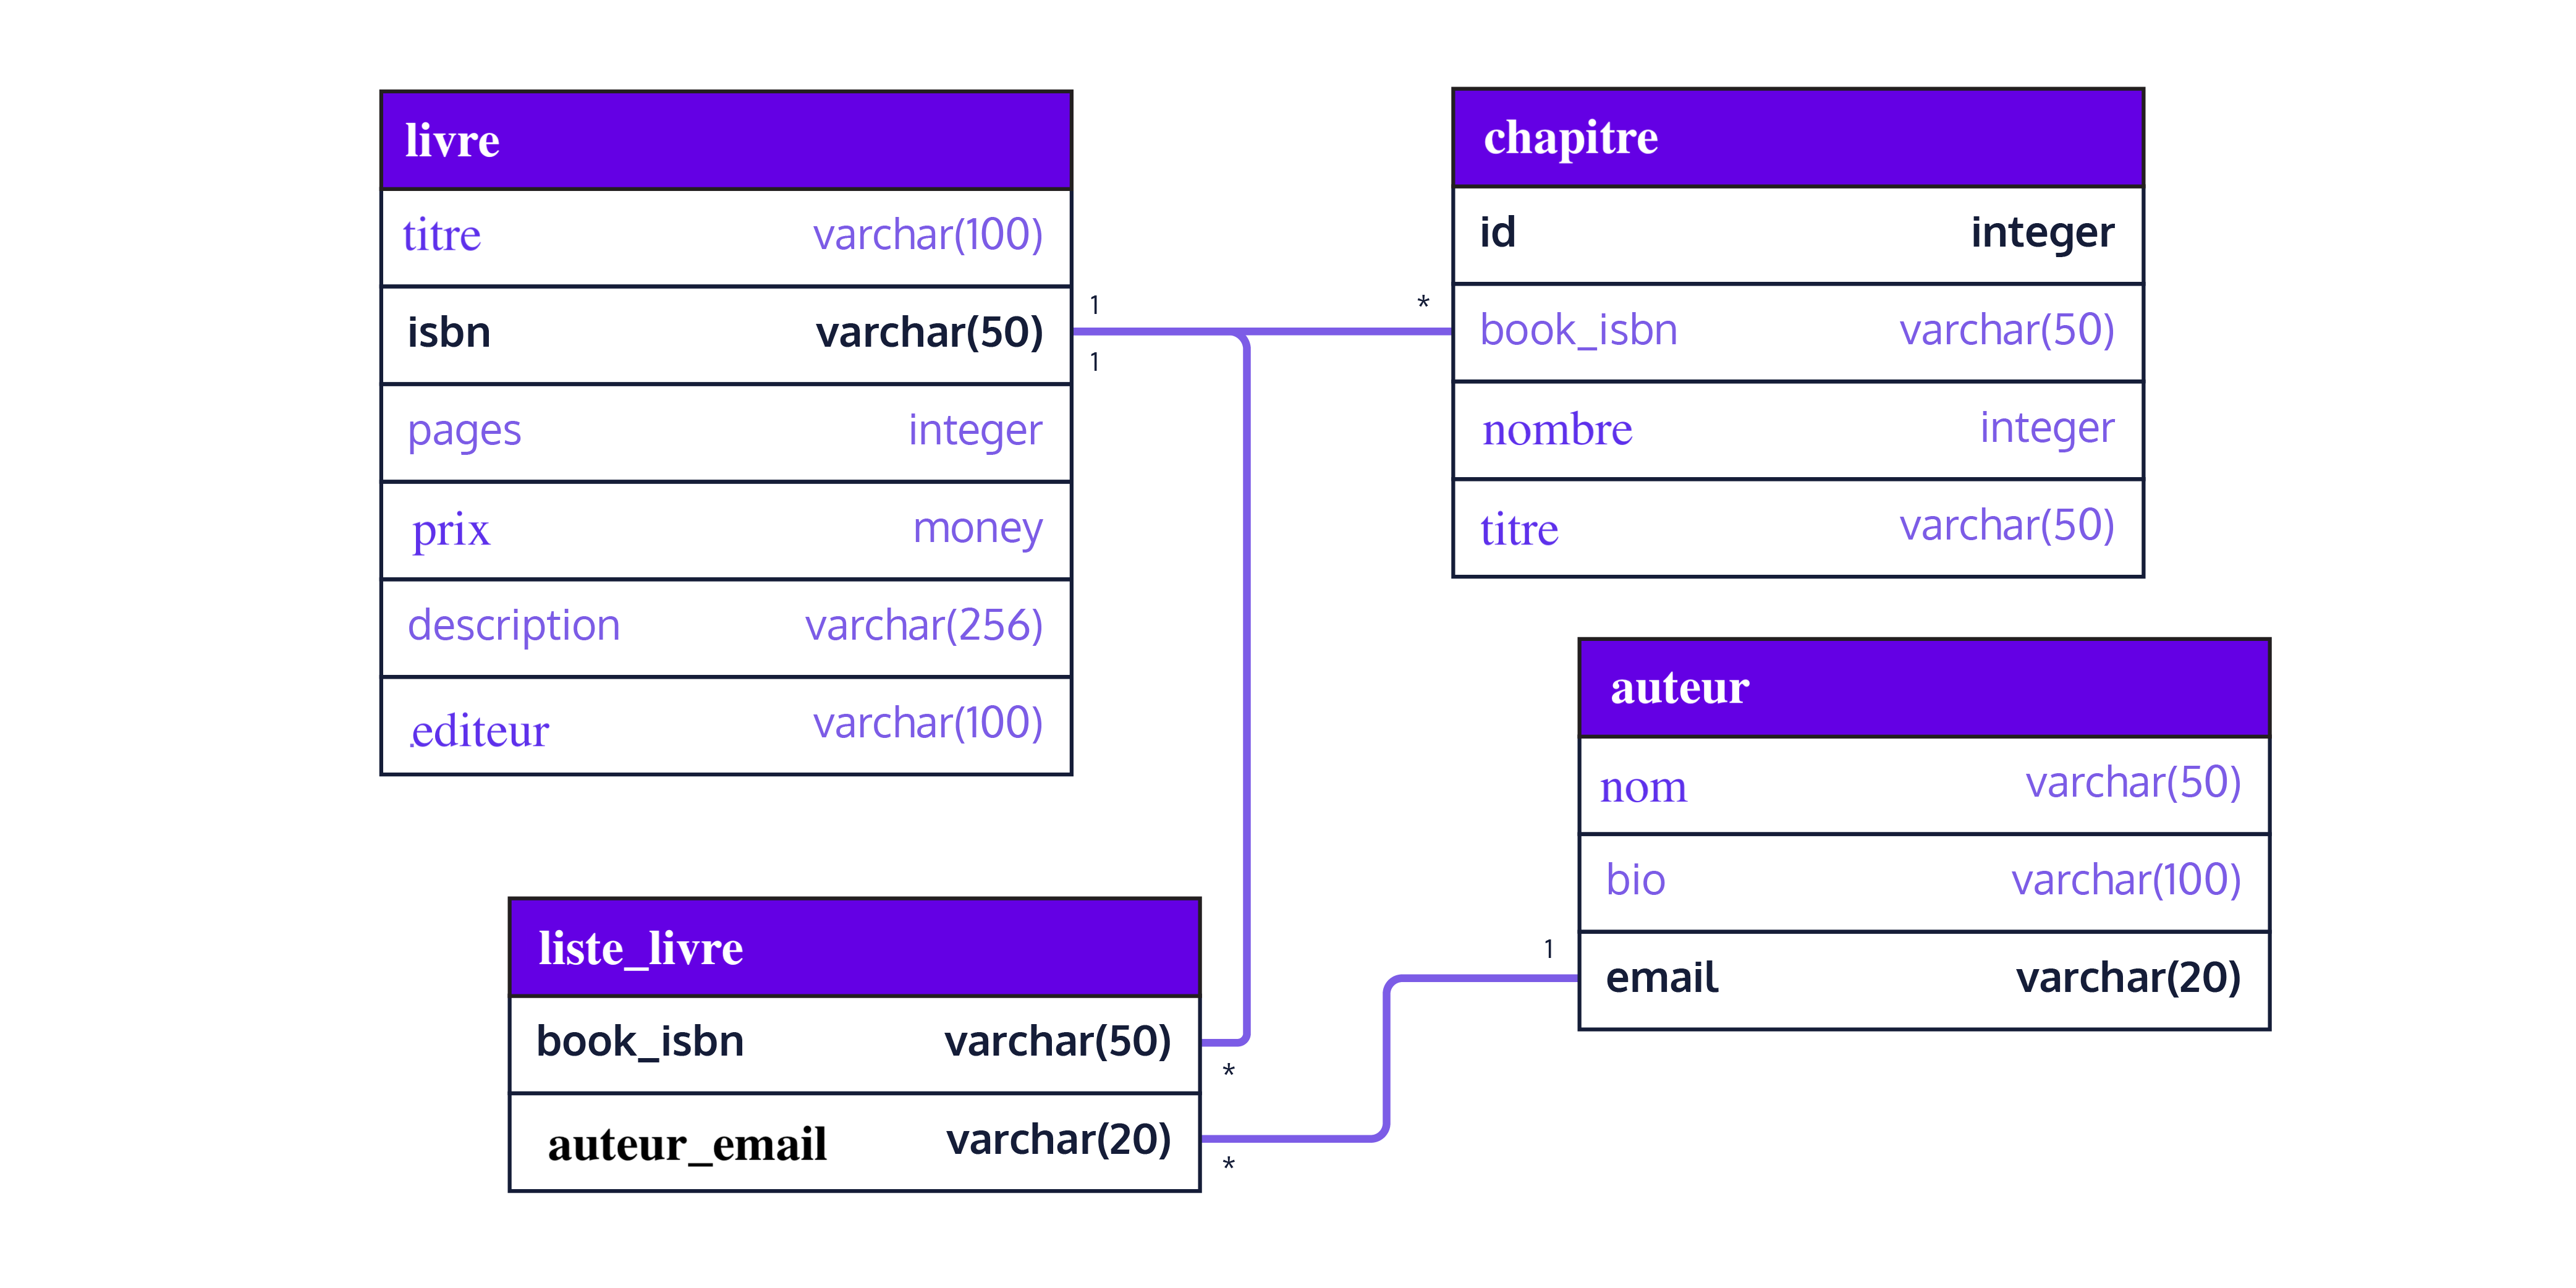 livre
titre varchar(100)
isbn varchar(50)
pages integer
prix money
description varchar(256)
editeur varchar(100)
1 *
1
chapitre
id integer
book_isbn varchar(50)
nombre integer
titre varchar(50)
auteur
nom varchar(50)
bio varchar(100)
email varchar(20)
1
liste_livre
book_isbn varchar(50)
*
auteur_email varchar(20)
*